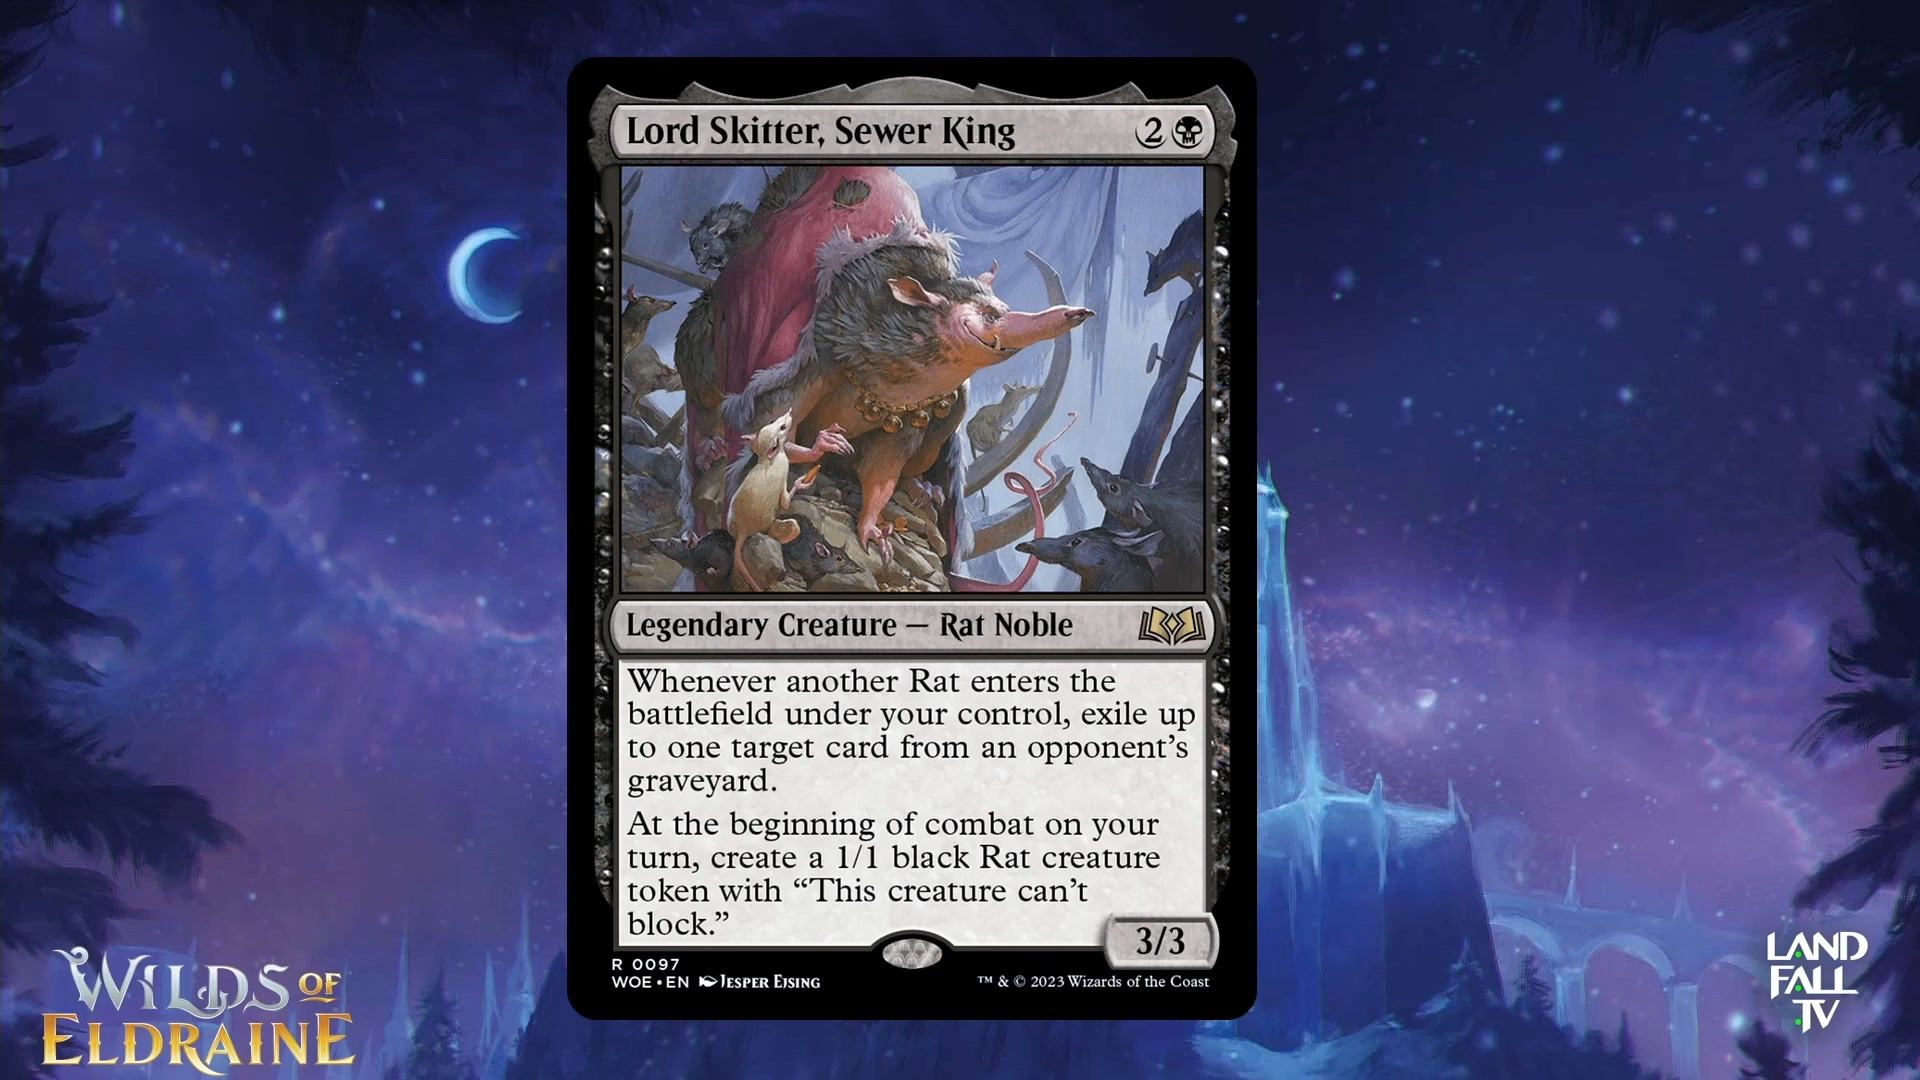 Lord Skitter, Sewer King
2
Legendary Creature — Rat Noble
Whenever another Rat enters the
battlefield under your control, exile up
to one target card from an opponent's
graveyard.
At the beginning of combat on your
turn, create a 1/1 black Rat creature
token with “This creature can't
block.”
3/3
R 0097
WOE • EN JESPER EJSING
™ & © 2023 Wizards of the Coast
WILDS OF
ELDRAINE
LAND
FALL
.TV